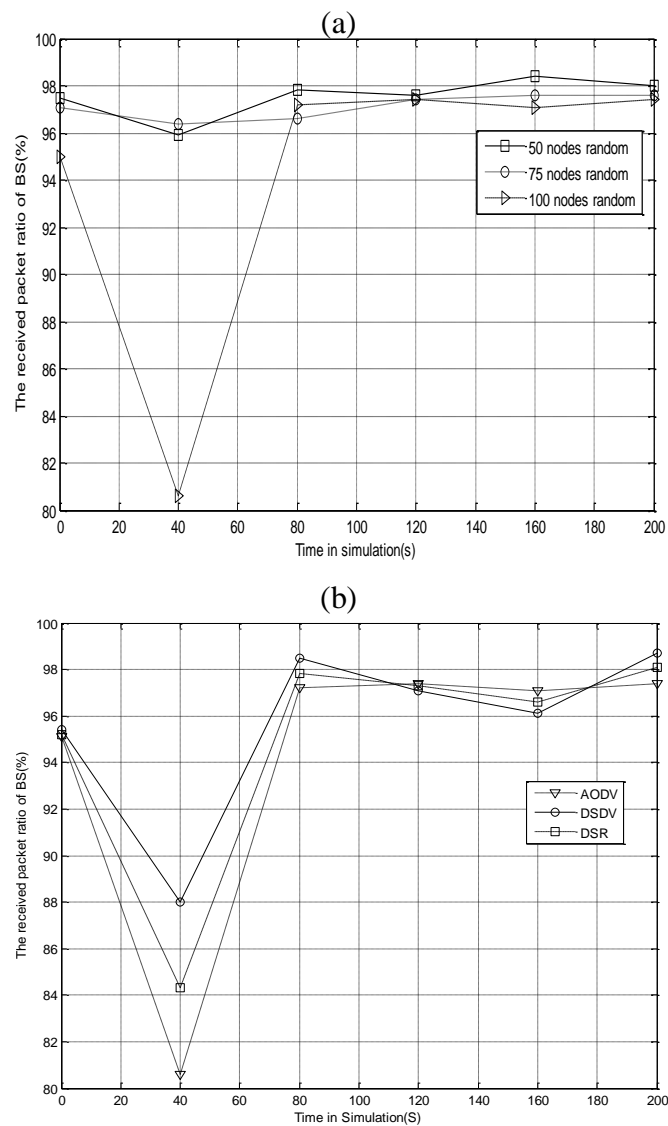 (a)
100
98
96
94
92
90
88
86
84
82
80
0 20 40 60 80 100 120 140 160 180 200
The received packet ratio of BS(%)
Time in simulation(s)
50 nodes random
75 nodes random
100 nodes random
(b)
100
98
96
94
92
90
88
86
84
82
80
0 20 40 60 80 100 120 140 160 180 200
The received packet ratio of BS(%)
Time in Simulation(S)
AODV
DSDV
DSR